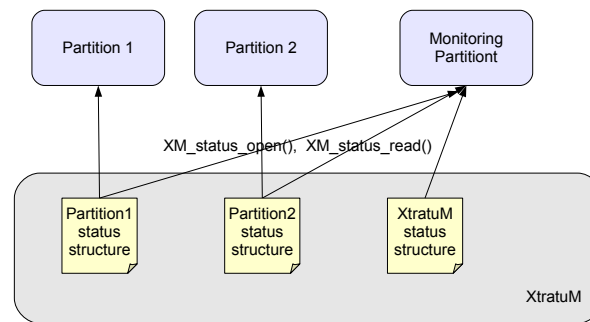 Partition 1
Partition 2
Monitoring
Partitiont
XM_status_open(), XM_status_read()
Partition1
status
structure
Partition2
status
structure
XtratuM
status
structure
XtratuM